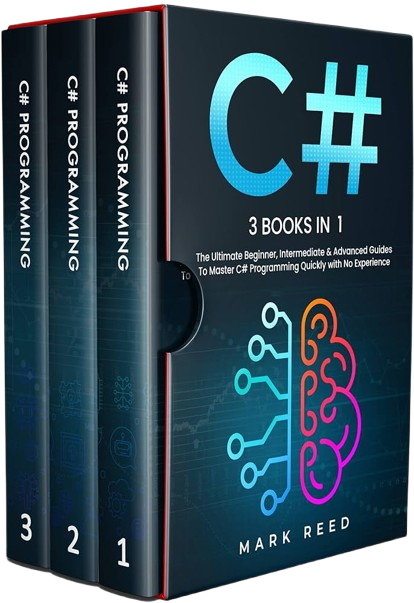 C# PROGRAMMING
3
C# PROGRAMMING
2
C# PROGRAMMING
1
To
C#
3 BOOKS IN 1
The Ultimate Beginner, Intermediate & Advanced Guides
To Master C# Programming Quickly with No Experience
MARK REED